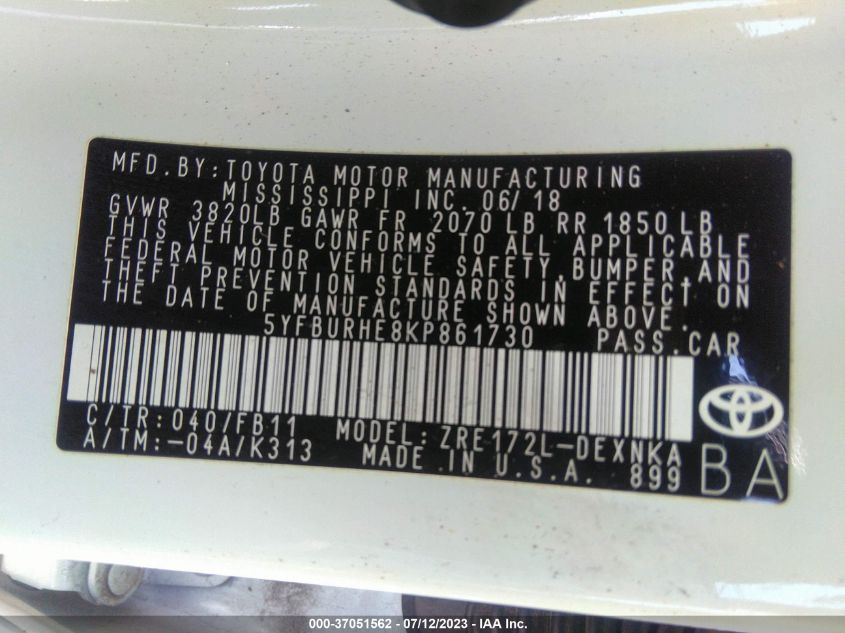 MFD.BY:TOYOTA MOTOR MANUFACTURING
MISSISSIPPI INC. 06/18
GVWR 3820LB GAWR FR 2070 LB RR 1850 LB
THIS VEHICLE CONFORMS TO ALL APPLICABLE
FEDERAL MOTOR VEHICLE SAFETY,BUMPER,AND
THEFT PREVENTION STANDARDS IN EFFECT ON
THE DATE OF MANUFACTURE SHOWN ABOVE.
5YFBURHE8KP861730 PASS.CAR
C/TR:040/FB11 MODEL:ZRE172L-DEXNKA
A/TM:-04A/K313 MADE IN U.S.A. 899
BA
000-37051562 - 07/12/2023 - IAA Inc.